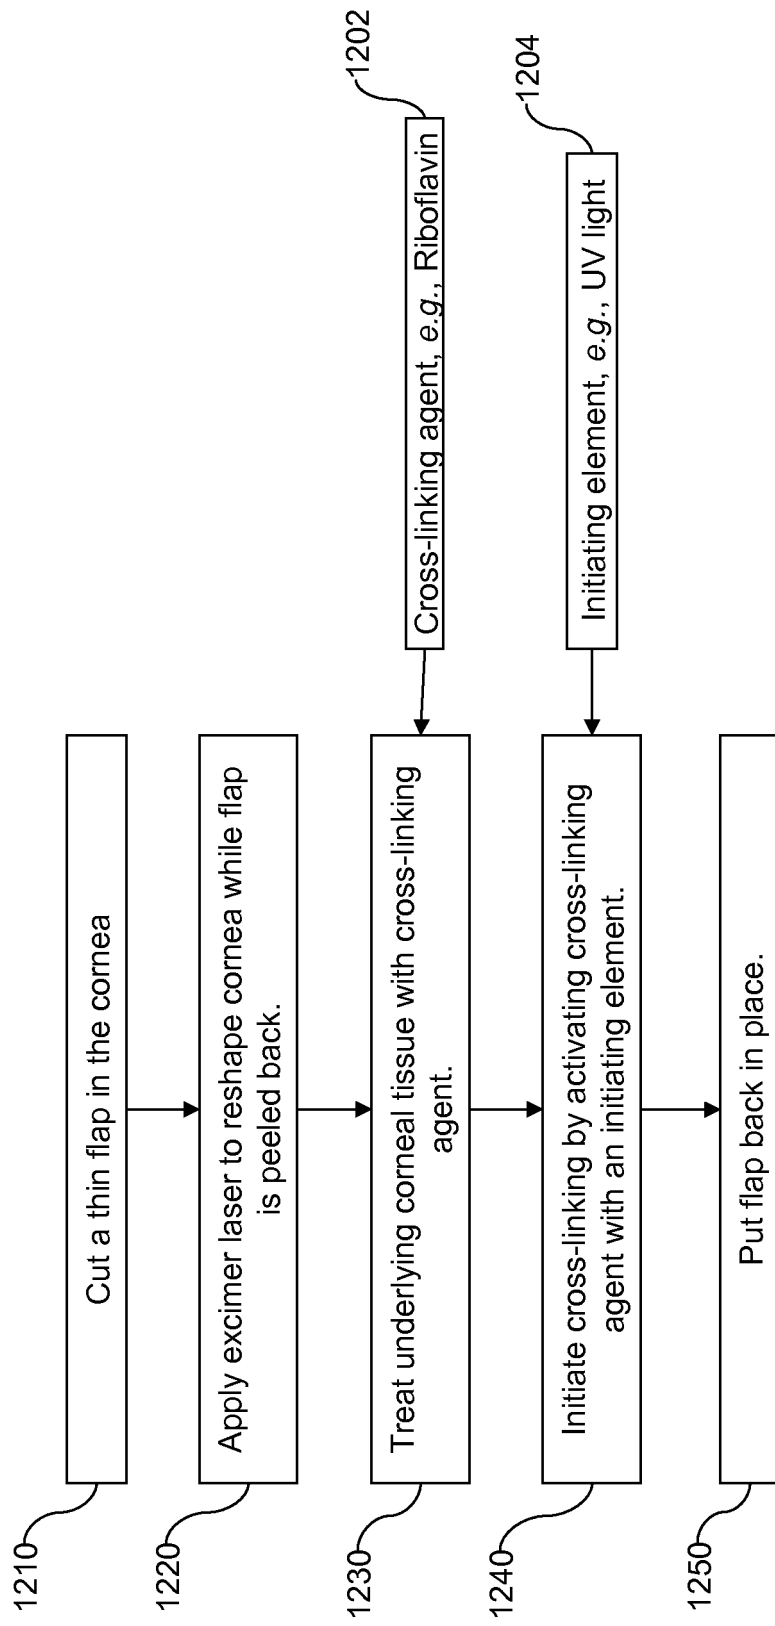 1210
Cut a thin flap in the cornea
1220
Apply excimer laser to reshape cornea while flap
is peeled back.
1230
Treat underlying corneal tissue with cross-linking
agent.
Cross-linking agent, e.g., Riboflavin
1202
1240
Initiate cross-linking by activating cross-linking
agent with an initiating element.
Initiating element, e.g., UV light
1204
1250
Put flap back in place.